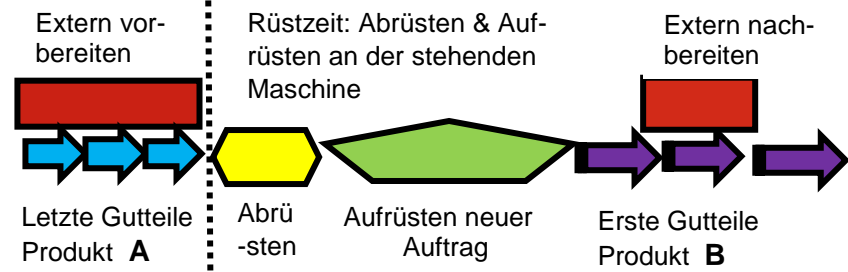 Extern vor-
bereiten
Rüstzeit: Abrüsten & Auf-
rüsten an der stehenden
Maschine
Extern nach-
bereiten
Letzte Gutteile
Produkt A
Abrü
-sten
Aufrüsten neuer
Auftrag
Erste Gutteile
Produkt B